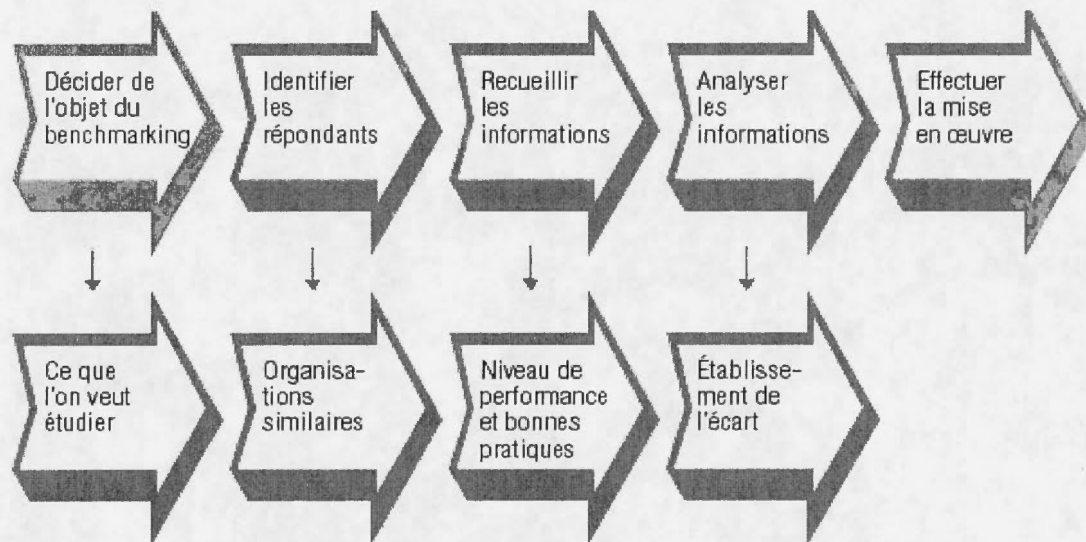 Décider de
l'objet du
benchmarking
Identifier
les
répondants
Recueillir
les
informations
Analyser
les
informations
Effectuer
la mise
en œuvre
Ce que
l'on veut
étudier
Organisa-
tions
similaires
Niveau de
performance
et bonnes
pratiques
Établisse-
ment de
l'écart